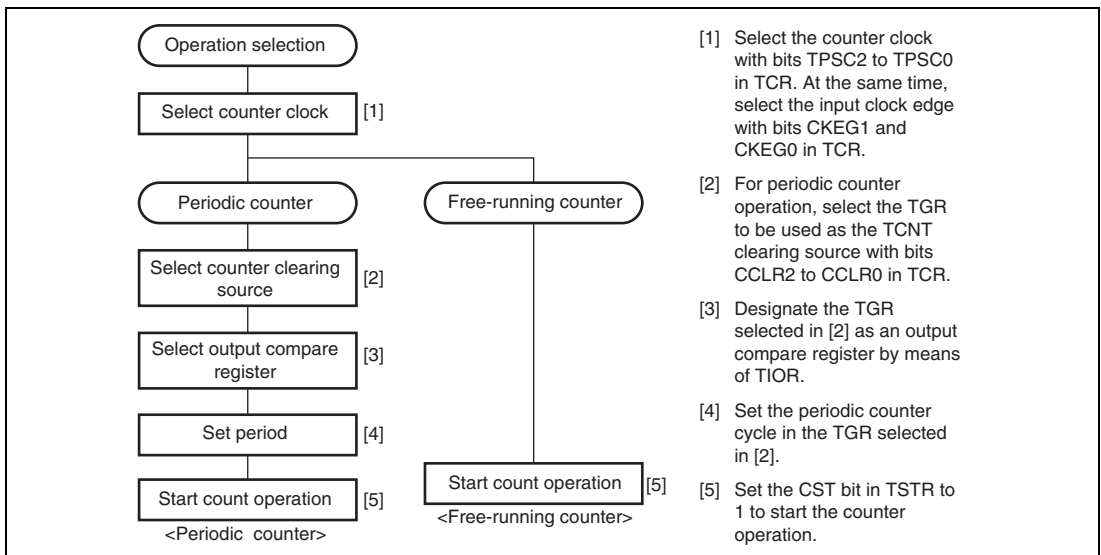 Operation selection
Select counter clock
[1]
Periodic counter
Free-running counter
Select counter clearing
source
[2]
Select output compare
register
[3]
Set period
[4]
Start count operation
[5]
<Periodic counter>
Start count operation
[5]
<Free-running counter>
[1] Select the counter clock
with bits TPSC2 to TPSC0
in TCR. At the same time,
select the input clock edge
with bits CKEG1 and
CKEG0 in TCR.
[2] For periodic counter
operation, select the TGR
to be used as the TCNT
clearing source with bits
CCLR2 to CCLR0 in TCR.
[3] Designate the TGR
selected in [2] as an output
compare register by means
of TIOR.
[4] Set the periodic counter
cycle in the TGR selected
in [2].
[5] Set the CST bit in TSTR to
1 to start the counter
operation.